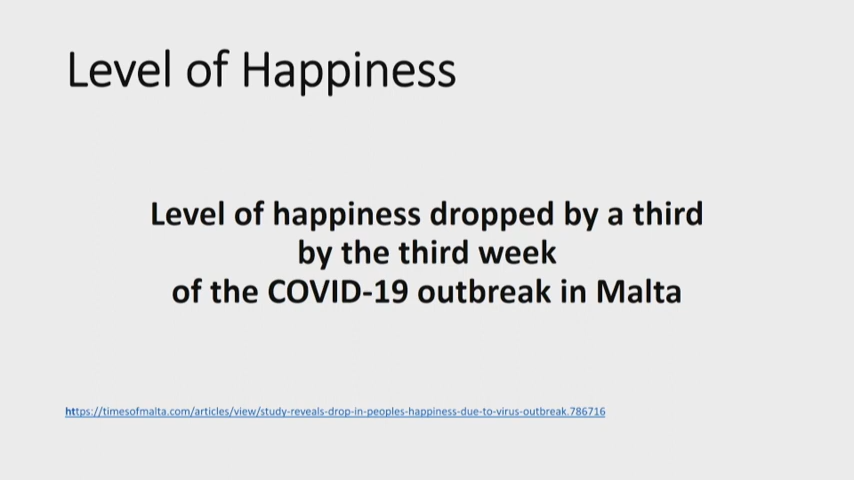 Level of Happiness
Level of happiness dropped by a third
by the third week
of the COVID-19 outbreak in Malta
https://timesofmalta.com/articles/view/study-reveals-drop-in-peoples-happiness-due-to-virus-outbreak.786716